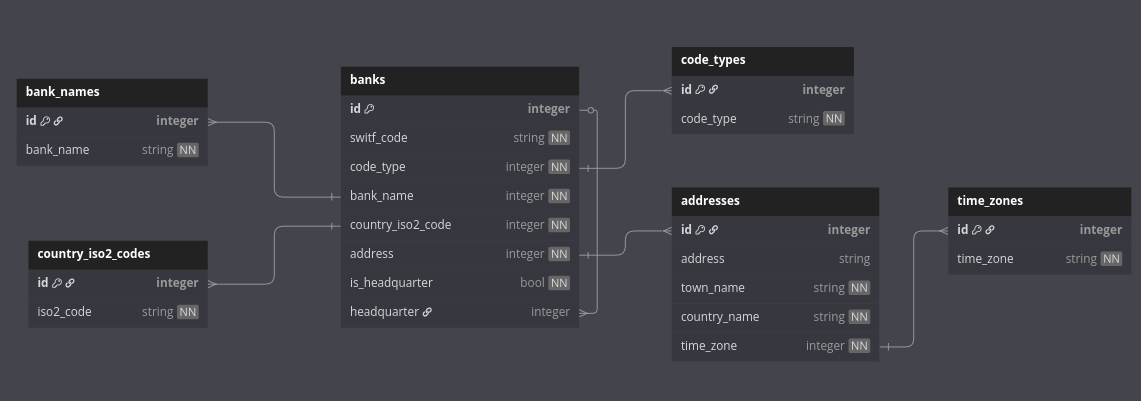 bank_names
id integer
bank_name string NN
country_iso2_codes
id integer
iso2_code string NN
banks
id integer
switf_code string NN
code_type integer NN
bank_name integer NN
country_iso2_code integer NN
address integer NN
is_headquarter bool NN
headquarter integer
code_types
id integer
code_type string NN
addresses
id integer
address string
town_name string NN
country_name string NN
time_zone integer NN
time_zones
id integer
time_zone string NN